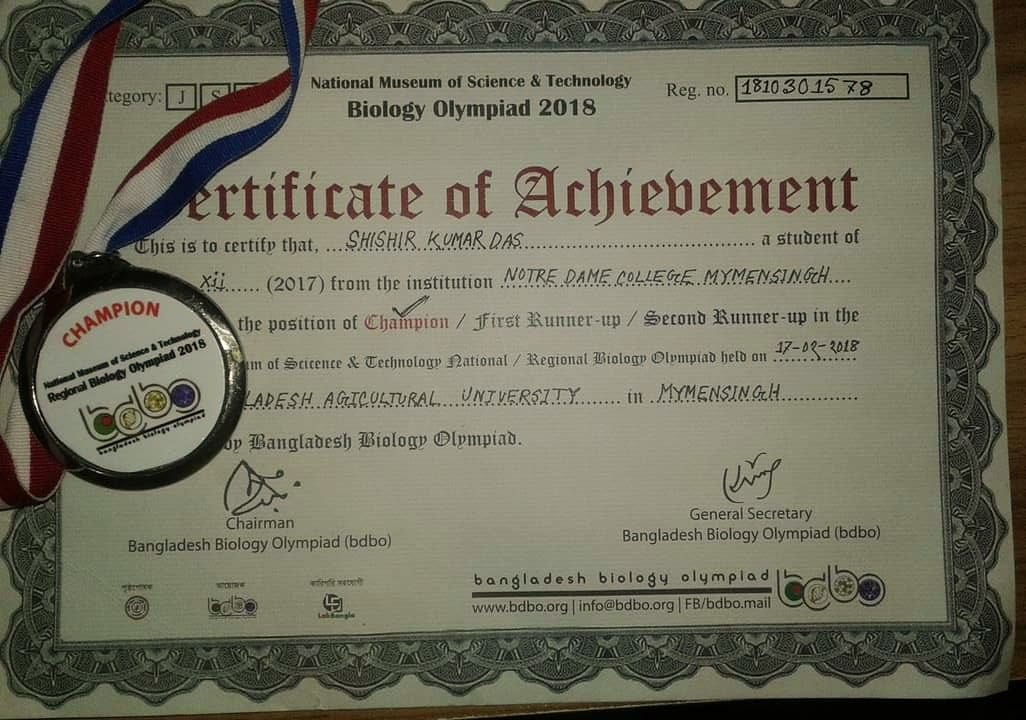 National Museum of Science & Technology
tegory: J S
Reg. no. 1810301578
Biology Olympiad 2018
ertificate of Achievement
This is to certify that, ... SHISHIR KUMAR DAS ... a student of
XII ...... (2017) from the institution NOTRE DAME COLLEGE MYMENSINGH....
the position of Champion / First Runner-up / Second Runner-up in the
um of Scicence & Technology National / Regional Biology Olympiad held on 17-02-2018
LADESH AGICULTURAL UNIVERSITY ...... in MYMENSINGH
by Bangladesh Biology Olympiad.
CHAMPION
National Museum of Science & Technology
Regional Biology Olympiad 2018
bdbo
bangladesh biology olympiad
Chairman
Bangladesh Biology Olympiad (bdbo)
General Secretary
Bangladesh Biology Olympiad (bdbo)
পৃষ্ঠপোষক
আয়োজক
কারিগরি সহযোগী
bdbo
LabBangla
bangladesh biology olympiad bdbo
www.bdbo.org | info@bdbo.org | FB/bdbo.mail